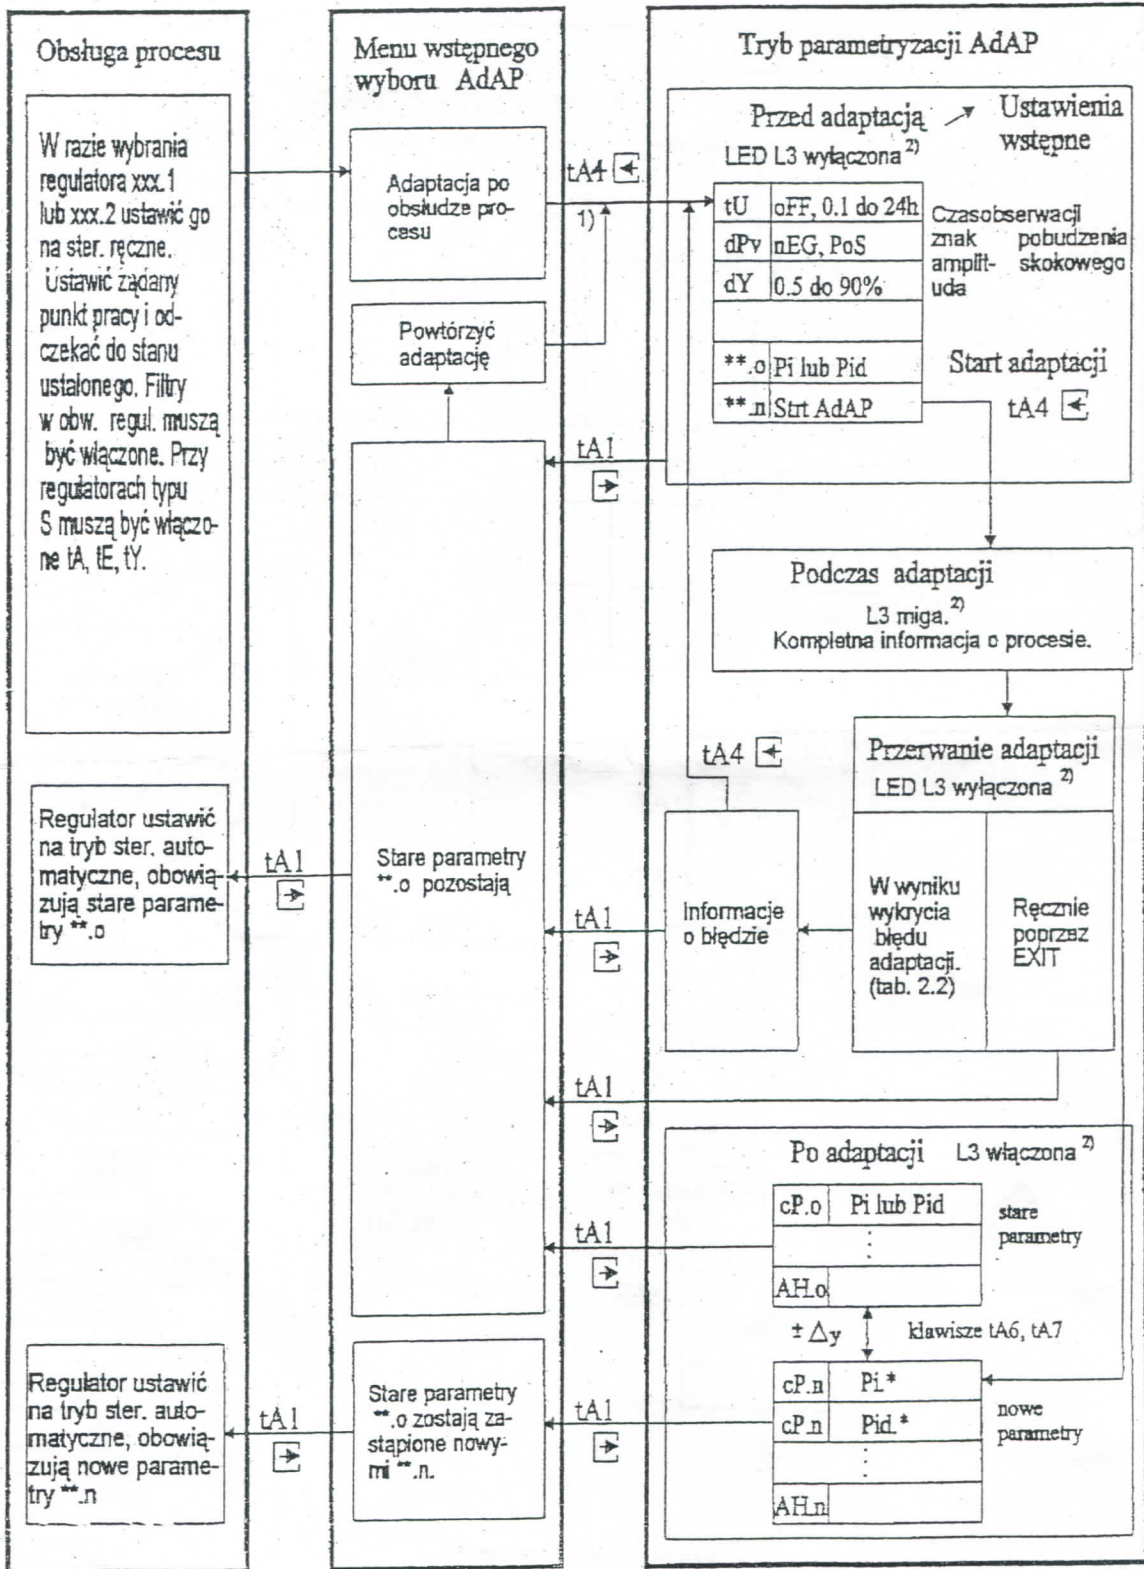 Obsługa procesu
W razie wybrania
regulatora xxx.1
lub xxx.2 ustawić go
na ster. ręczne.
Ustawić żądany
punkt pracy i od-
czekać do stanu
ustalonego. Filtry
w obw. regul. muszą
być włączone. Przy
regulatorach typu
S muszą być włączo-
ne tA, tE, tY.
Regulator ustawić
na tryb ster. auto-
matyczne, obowią-
zują stare parame-
try **.o
Regulator ustawić
na tryb ster. auto-
matyczne, obowią-
zują nowe parame-
try **.n
tA1
tA1
Menu wstępnego
wyboru AdAP
Adaptacja po
obsłudze pro-
cesu
Powtórzyć
adaptację
Stare parametry
**.o pozostają
Stare parametry
**.o zostają za-
stąpione nowy-
mi **.n.
tA4
1)
tA1
tA1
tA1
tA1
tA1
Tryb parametryzacji AdAP
Przed adaptacją
Ustawienia
wstępne
LED L3 wyłączona 2)
tU oFF, 0.1 do 24h
dPv nEG, PoS
dY 0.5 do 90%
**.o Pi lub Pid
**.n Strt AdAP
Czasobserwacji
znak pobudzenia
amplit- skokowego
uda
Start adaptacji
tA4
Podczas adaptacji
L3 miga. 2)
Kompletna informacja o procesie.
tA4
Przerwanie adaptacji
LED L3 wyłączona 2)
Informacje
o błędzie
W wyniku
wykrycia
błędu
adaptacji.
(tab. 2.2)
Ręcznie
poprzez
EXIT
Po adaptacji L3 włączona 2)
cP.o Pi lub Pid
⋮
AH.o
stare
parametry
± Δy klawisze tA6, tA7
cP.n Pi.*
cP.n Pid.*
⋮
AH.n
nowe
parametry